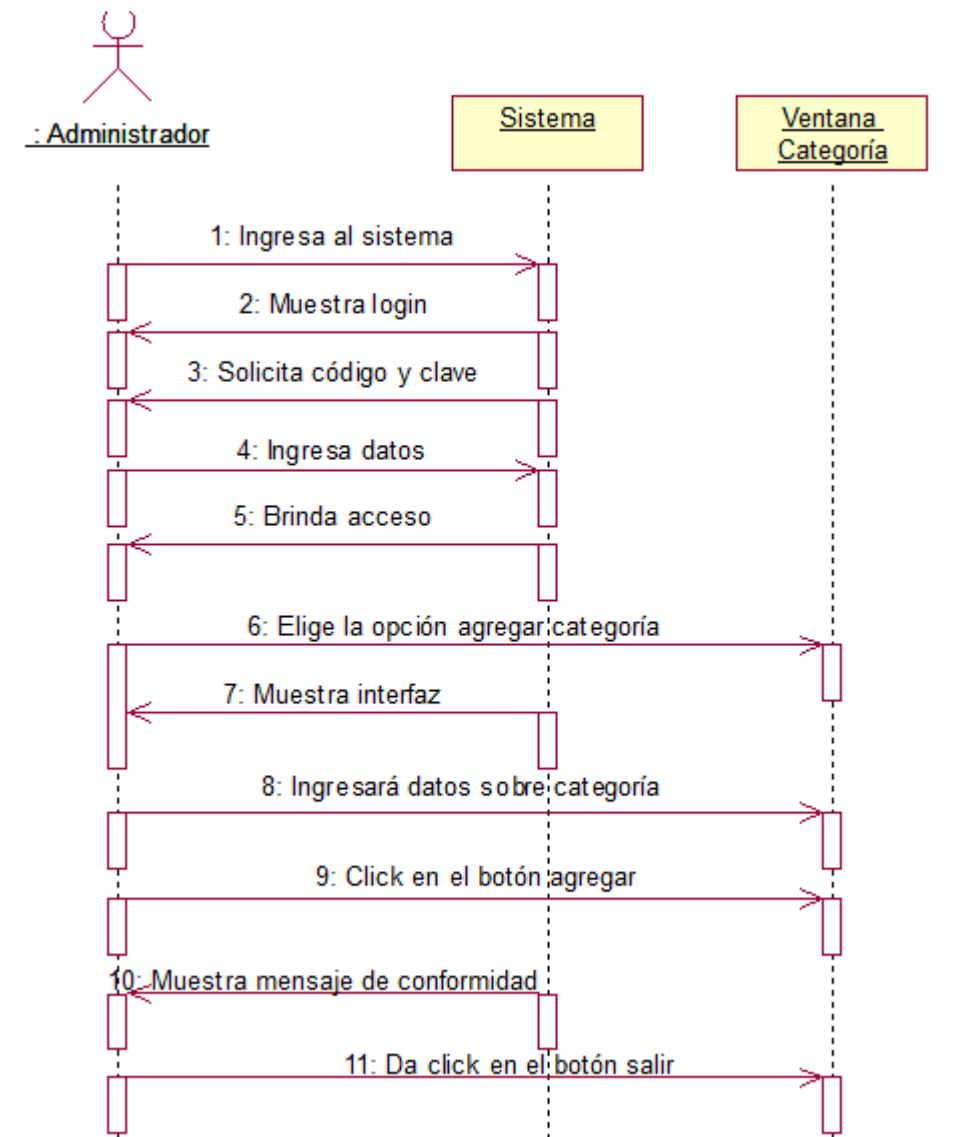 : Administrador
Sistema
Ventana
Categoría
1: Ingresa al sistema
2: Muestra login
3: Solicita código y clave
4: Ingresa datos
5: Brinda acceso
6: Elige la opción agregar categoría
7: Muestra interfaz
8: Ingresará datos sobre categoría
9: Click en el botón agregar
10: Muestra mensaje de conformidad
11: Da click en el botón salir